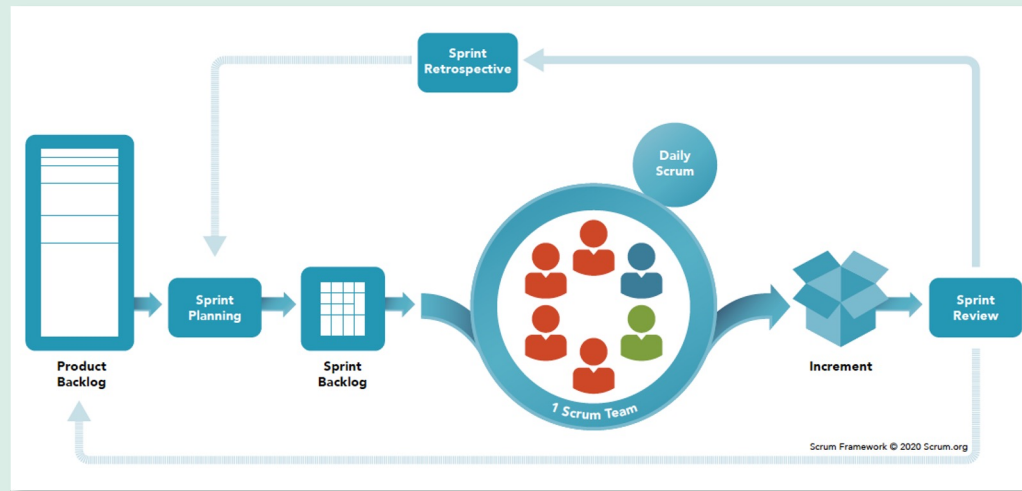 Sprint
Retrospective
Daily
Scrum
Sprint
Planning
Sprint
Review
Product
Backlog
Sprint
Backlog
Increment
1 Scrum Team
Scrum Framework © 2020 Scrum.org